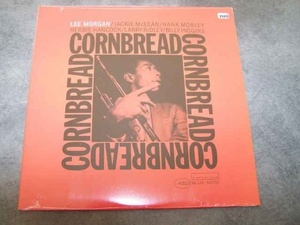 LEE MORGAN/JACKIE McLEAN/HANK MOBLEY
HERBIE HANCOCK/LARRY RIDLEY/BILLY HIGGINS
CORNBREAD
CORNBREAD
CORNBREAD
CORNBREAD